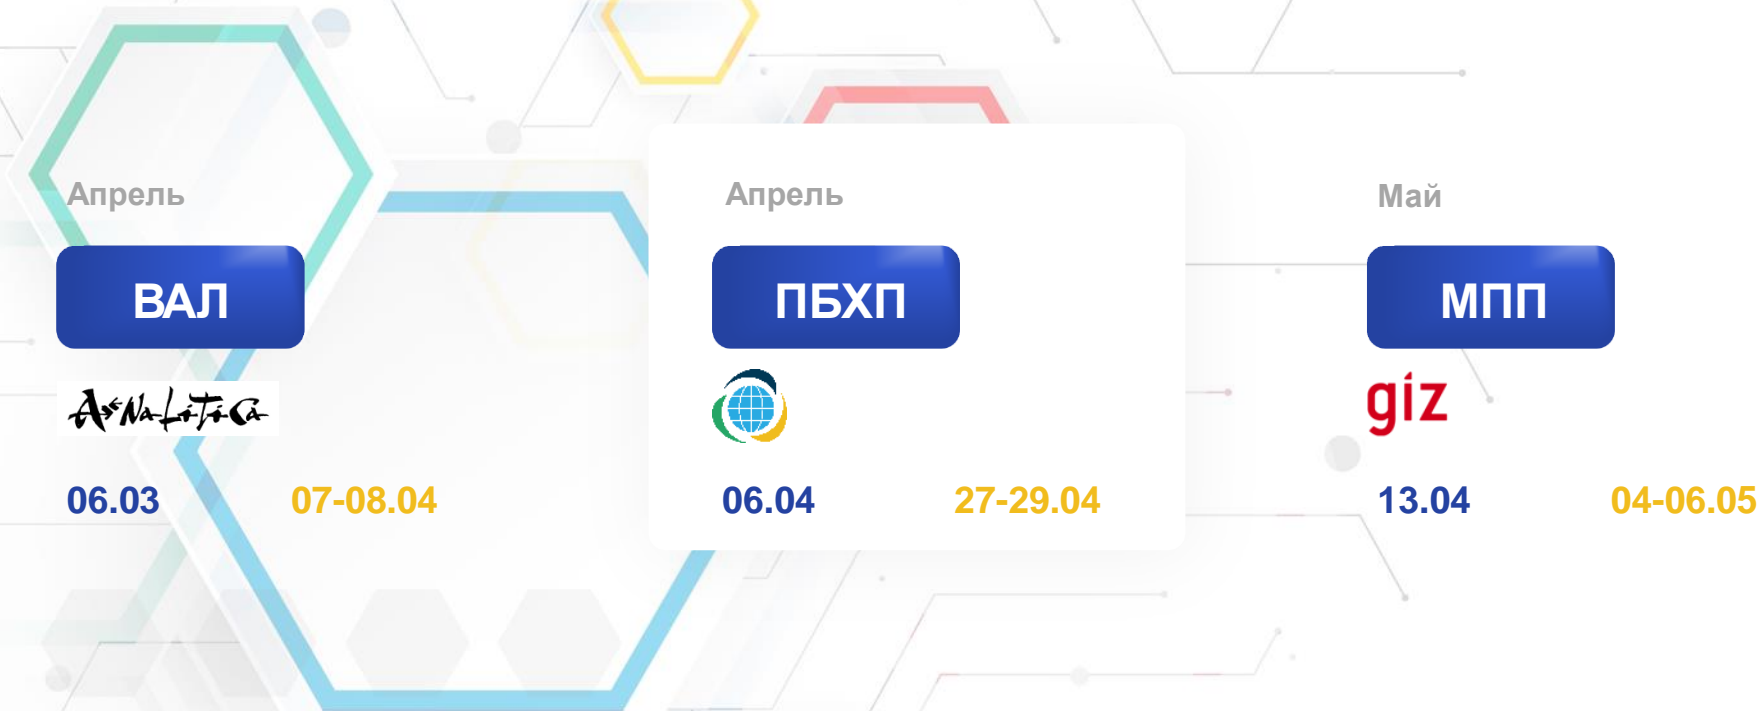 Апрель
ВАЛ
AsNaLitiCa
06.03 07-08.04
Апрель
ПБХП
06.04 27-29.04
Май
МПП
giz
13.04 04-06.05